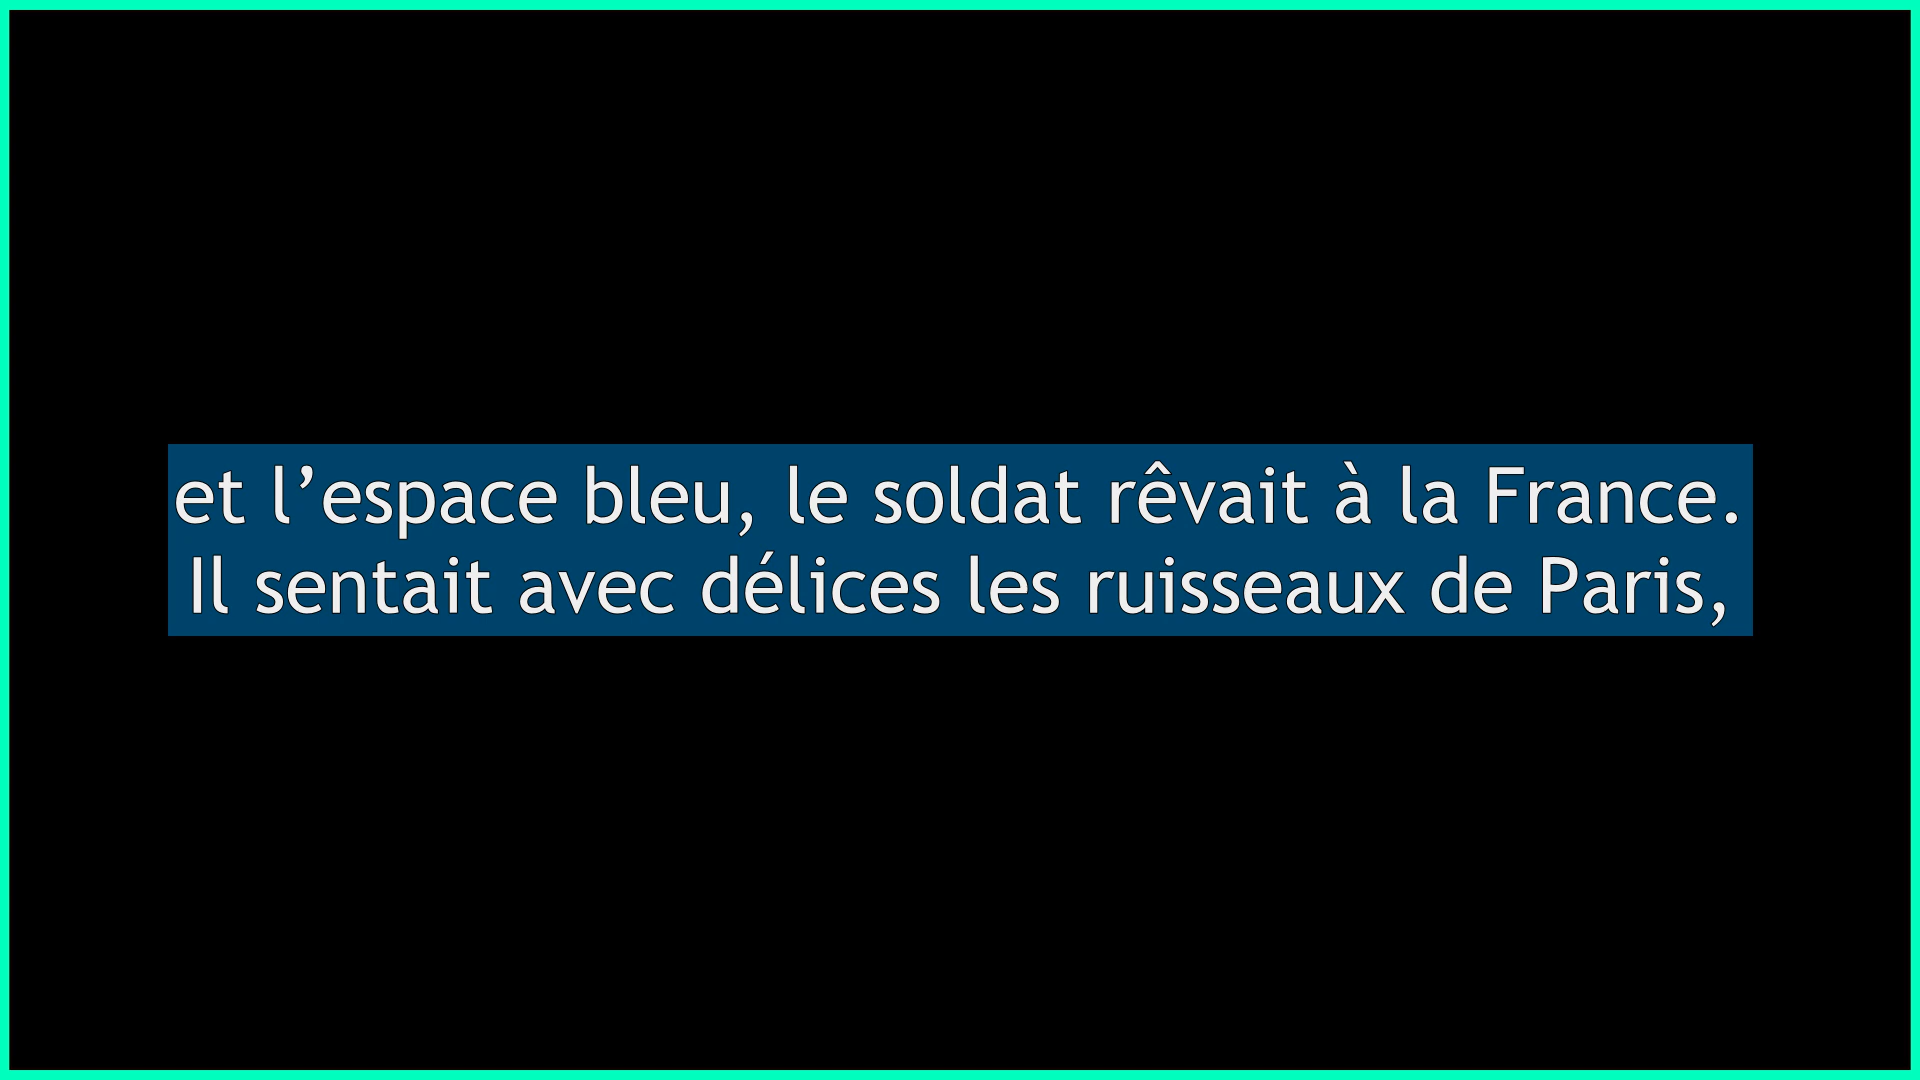 et l’espace bleu, le soldat rêvait à la France.
Il sentait avec délices les ruisseaux de Paris,